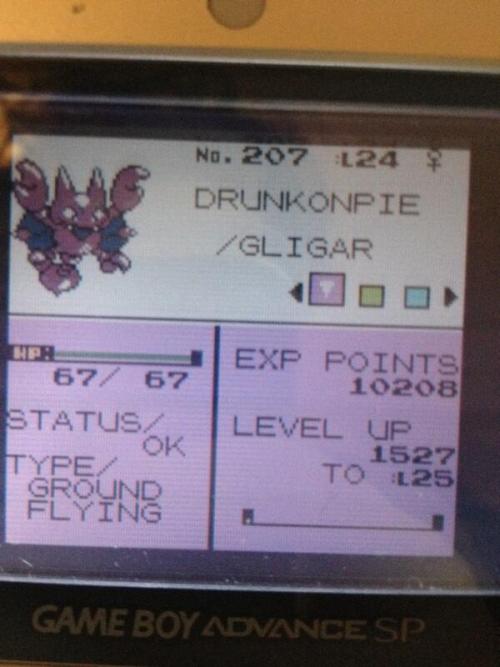 No. 207 :L24 ♀
DRUNKONPIE
/GLIGAR
HP:
67/ 67
STATUS/
OK
TYPE/
GROUND
FLYING
EXP POINTS
10208
LEVEL UP
1527
TO :L25
GAME BOY ADVANCE SP